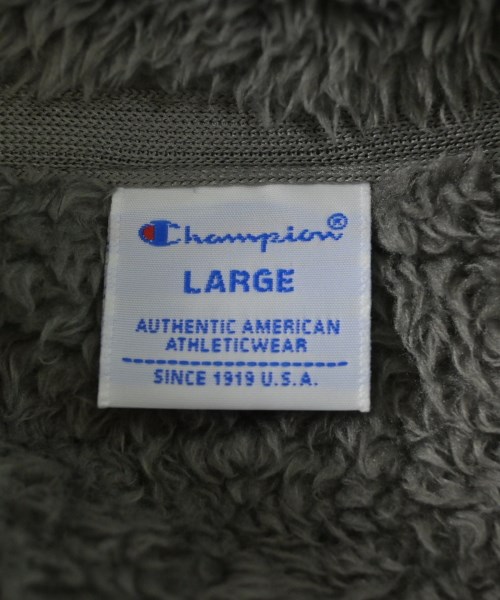 Champion®
LARGE
AUTHENTIC AMERICAN
ATHLETICWEAR
SINCE 1919 U.S.A.